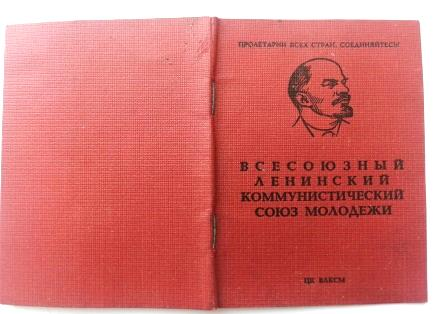 ПРОЛЕТАРИИ ВСЕХ СТРАН, СОЕДИНЯЙТЕСЬ!
ВСЕСОЮЗНЫЙ
ЛЕНИНСКИЙ
КОММУНИСТИЧЕСКИЙ
СОЮЗ МОЛОДЕЖИ
ЦК ВЛКСМ